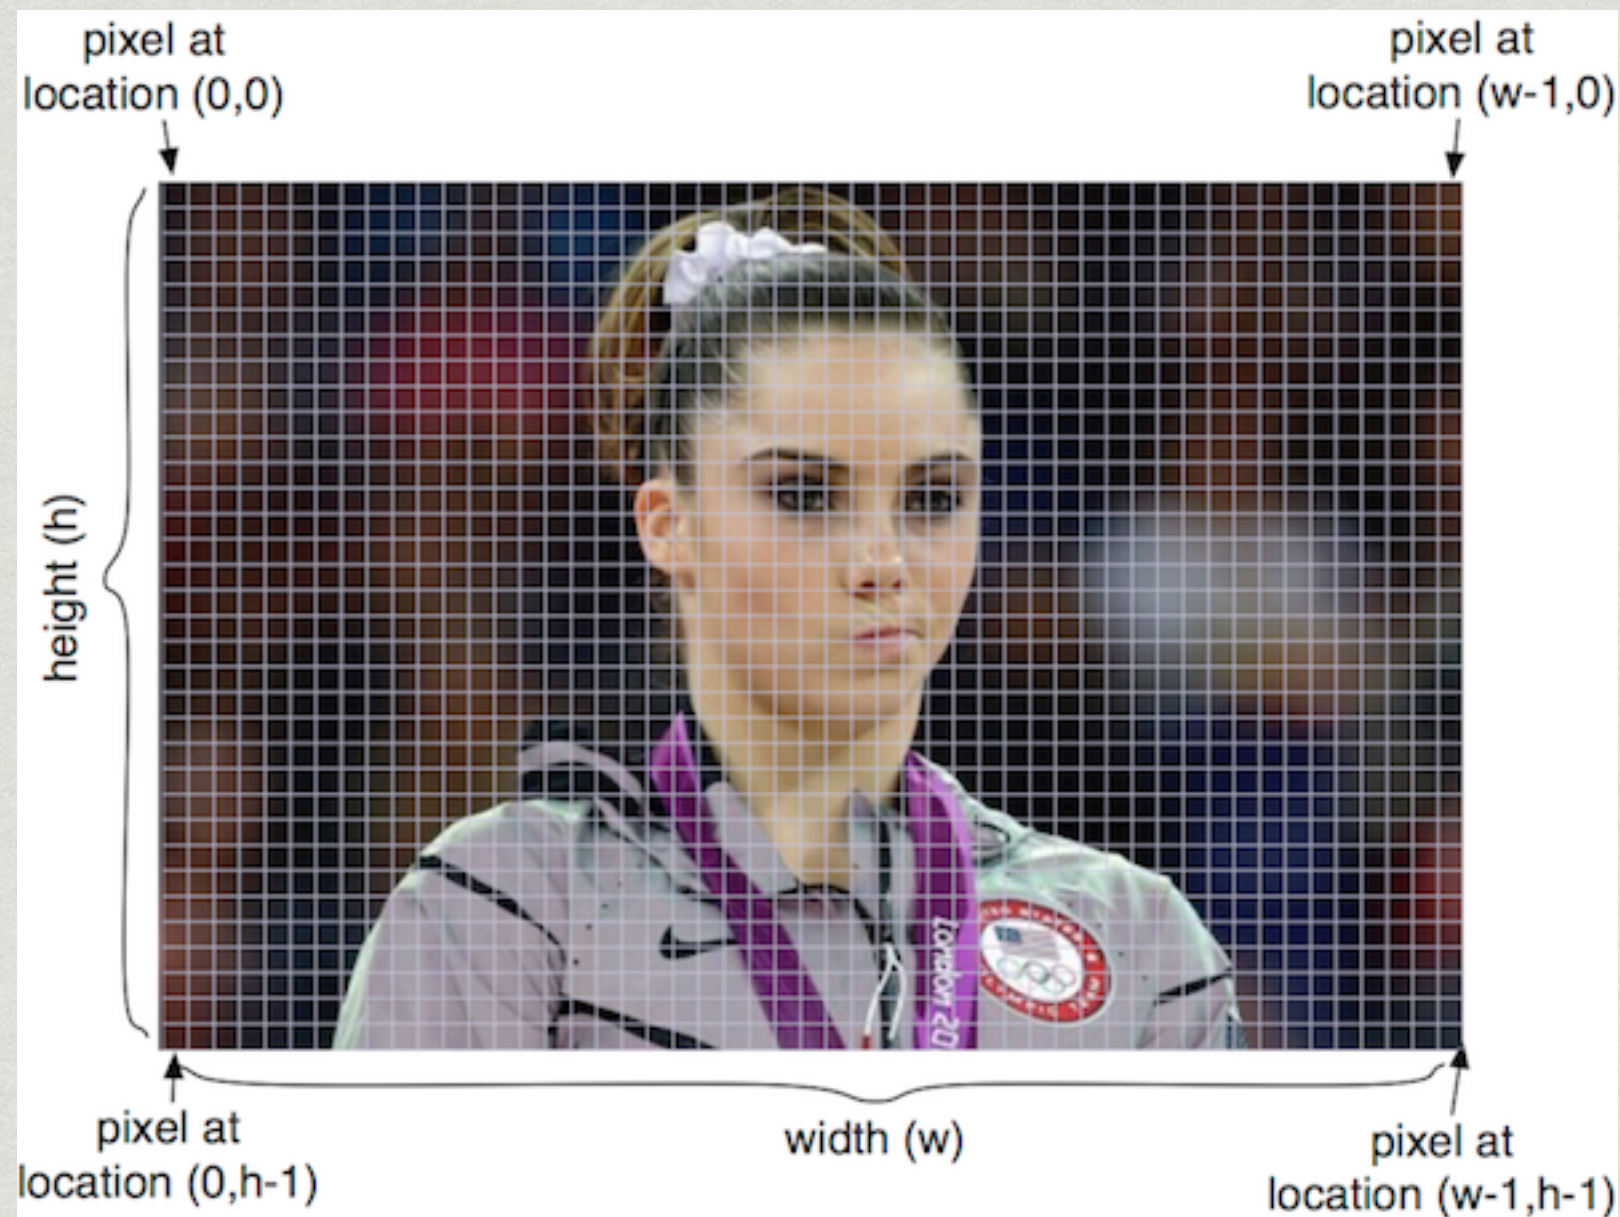 pixel at
location (0,0)
pixel at
location (w-1,0)
height (h)
London 20
pixel at
location (0,h-1)
width (w)
pixel at
location (w-1,h-1)